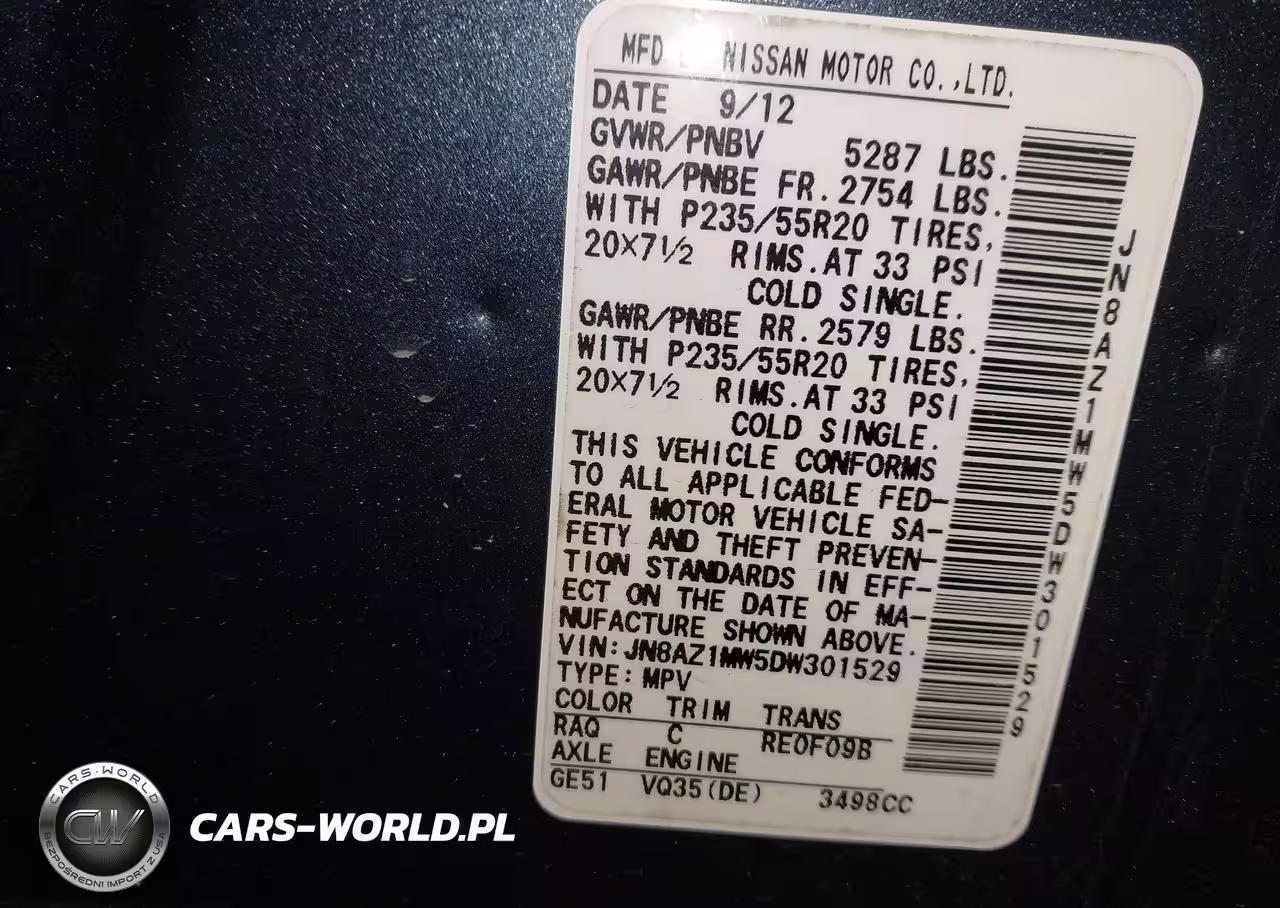 MFD NISSAN MOTOR CO.,LTD.
DATE 9/12
GVWR/PNBV 5287 LBS.
GAWR/PNBE FR. 2754 LBS.
WITH P235/55R20 TIRES,
20×7½ RIMS. AT 33 PSI
COLD SINGLE.
GAWR/PNBE RR. 2579 LBS.
WITH P235/55R20 TIRES,
20×7½ RIMS. AT 33 PSI
COLD SINGLE.
THIS VEHICLE CONFORMS
TO ALL APPLICABLE FED-
ERAL MOTOR VEHICLE SA-
FETY AND THEFT PREVEN-
TION STANDARDS IN EFF-
ECT ON THE DATE OF MA-
NUFACTURE SHOWN ABOVE.
VIN: JN8AZ1MW5DW301529
TYPE: MPV
COLOR TRIM TRANS
RAQ C RE0F09B
AXLE ENGINE
GE51 VQ35(DE) 3498CC
JN8AZ1MW5DW301529
CARS-WORLD
CW
BEZPOŚREDNI IMPORT Z USA
CARS-WORLD.PL